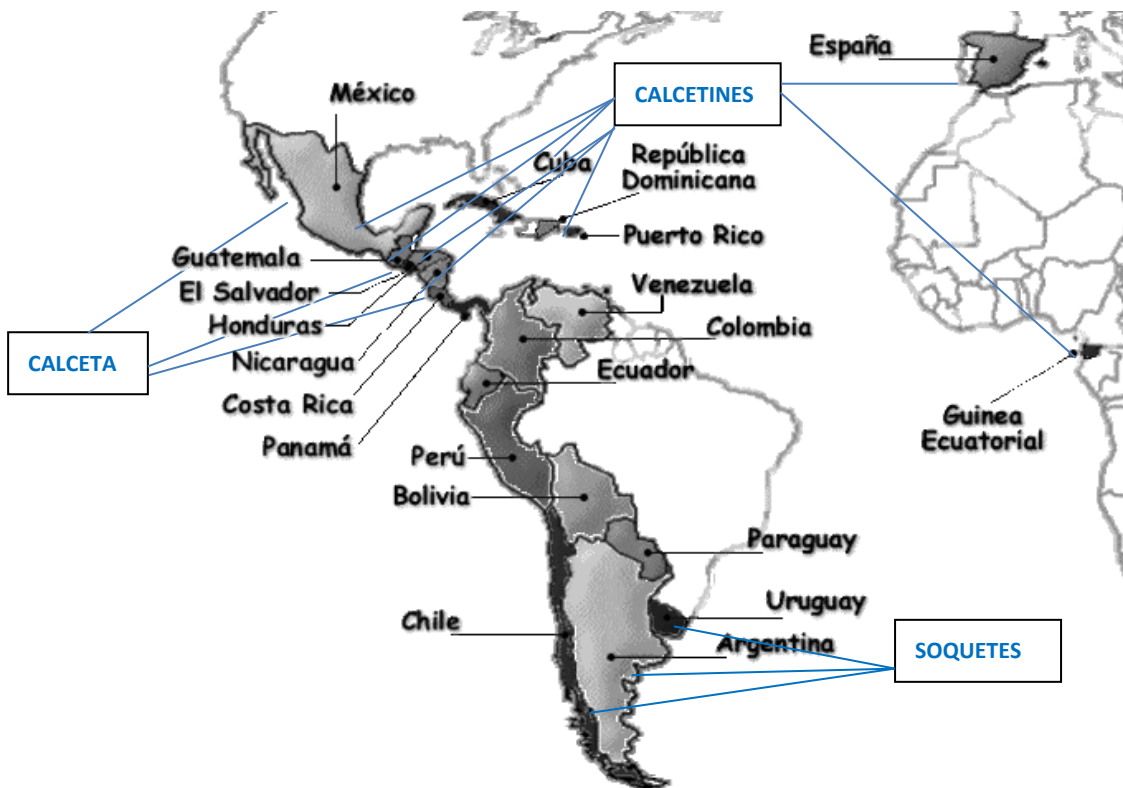 España
CALCETINES
México
Cuba
República
Dominicana
Puerto Rico
Guatemala
El Salvador
Venezuela
Honduras
Colombia
CALCETA
Nicaragua
Ecuador
Costa Rica
Guinea
Ecuatorial
Panamá
Perú
Bolivia
Paraguay
Uruguay
Chile
Argentina
SOQUETES